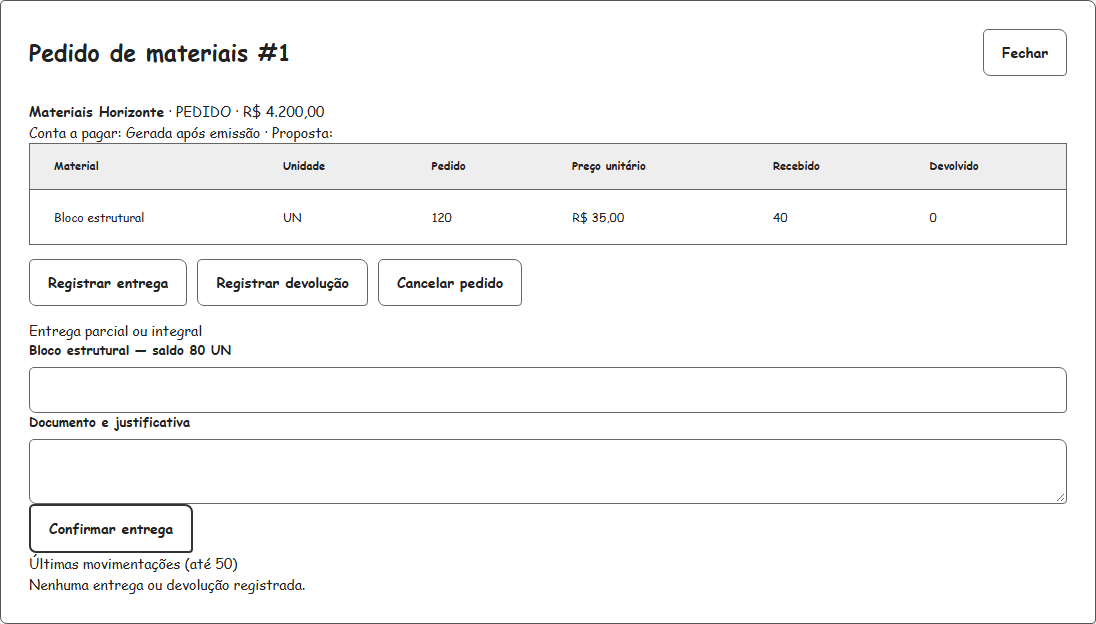 Pedido de materiais #1
Fechar
Materiais Horizonte · PEDIDO · R$ 4.200,00
Conta a pagar: Gerada após emissão · Proposta:
Material Unidade Pedido Preço unitário Recebido Devolvido
Bloco estrutural UN 120 R$ 35,00 40 0
Registrar entrega Registrar devolução Cancelar pedido
Entrega parcial ou integral
Bloco estrutural — saldo 80 UN
Documento e justificativa
Confirmar entrega
Últimas movimentações (até 50)
Nenhuma entrega ou devolução registrada.